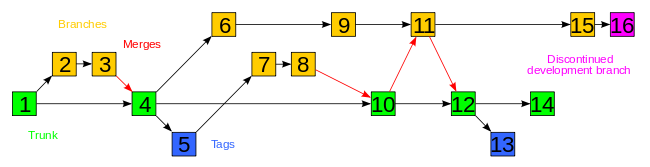 6
9
11
15
16
Branches
Merges
2
3
7
8
Discontinued
development branch
1
4
10
12
14
Trunk
5
Tags
13